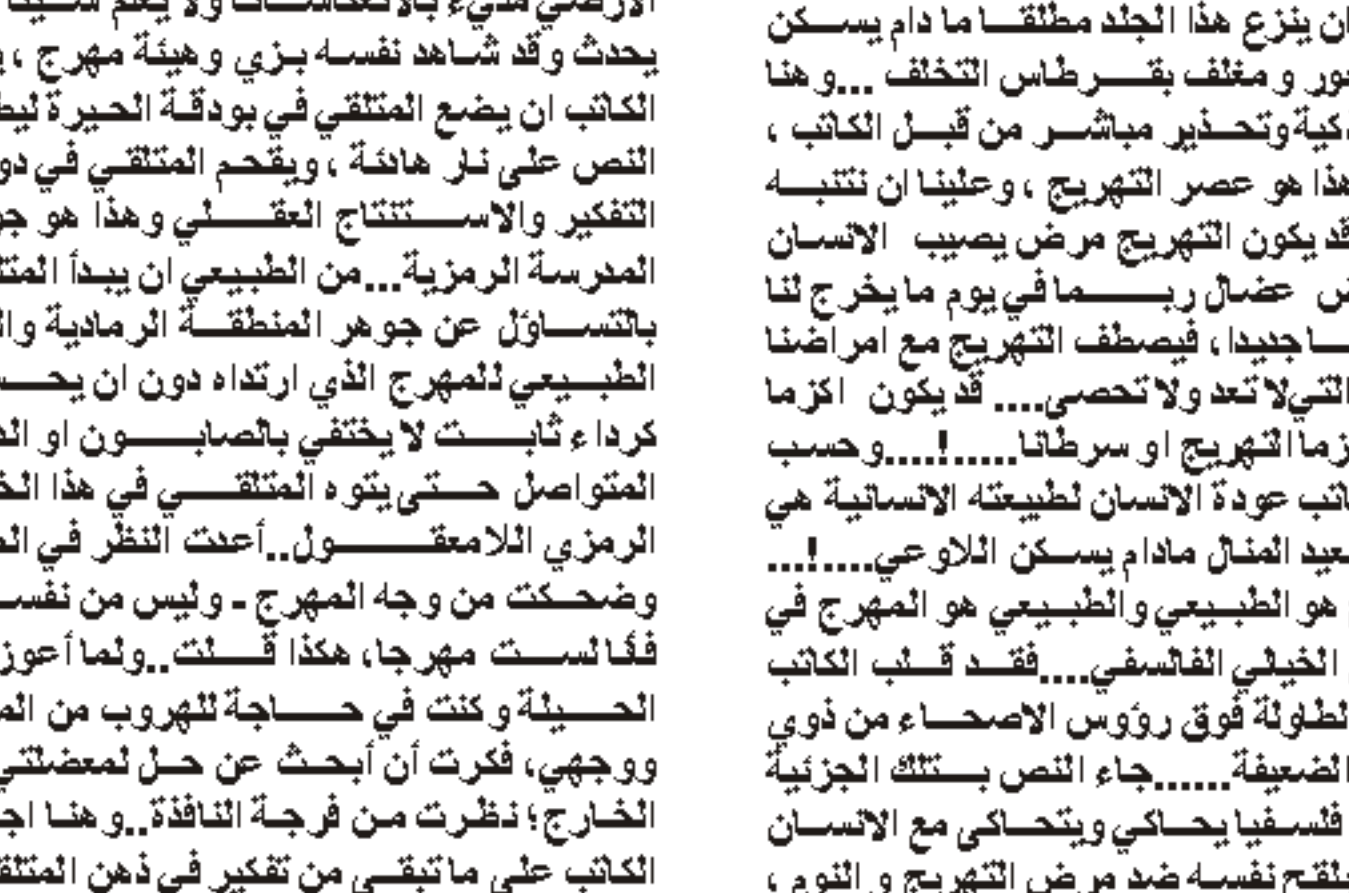 ان ينزع هذا الجلد مطلقا ما دام يسكن
و مغلف بقرطاس التخلف ...وهنا
وتحذير مباشر من قبل الكاتب ،
هذا هو عصر التهريج ، وعلينا ان نتنبه
قد يكون التهريج مرض يصيب الانسان
عضال ربما في يوم ما يخرج لنا
جديدا، فيصطف التهريج مع امراضنا
التي لا تعد ولا تحصى.... قد يكون اكزما
التهريج او سرطانا.....!....وحسب
عودة الانسان لطبيعته الانسانية هي
المنال مادام يسكن اللاوعي.....!...
هو الطبيعي والطبيعي هو المهرج في
الخيالي الفالسفي....فقد قلب الكاتب
الطاولة فوق رؤوس الاصحاء من ذوي
الضعيفة......جاء النص بتلك الجزئية
فلسفيا يحاكي ويتحاكى مع الانسان
نفسه ضد مرض التهريج و النوم ،
الارضي مليء بالانعكاسات ولا يعلم شيئا
يحدث وقد شاهد نفسه بزي وهيئة مهرج ،
الكاتب ان يضع المتلقي في بودقة الحيرة
النص على نار هادئة ، ويقحم المتلقي في
التفكير والاستنتاج العقلي وهذا هو
المدرسة الرمزية...من الطبيعي ان يبدأ
بالتساؤل عن جوهر المنطقة الرمادية
الطبيعي للمهرج الذي ارتداه دون ان
كرداء ثابت لا يختفي بالصابون او
المتواصل حتى يتوه المتلقي في هذا
الرمزي اللامعقول..أعدت النظر في
وضحكت من وجه المهرج - وليس من
فأنا لست مهرجا، هكذا قلت..ولما
الحيلة وكنت في حاجة للهروب من
ووجهي، فكرت أن أبحث عن حل لمعضلتي
الخارج؛ نظرت من فرجة النافذة..وهنا
الكاتب على ماتبقى من تفكير في ذهن